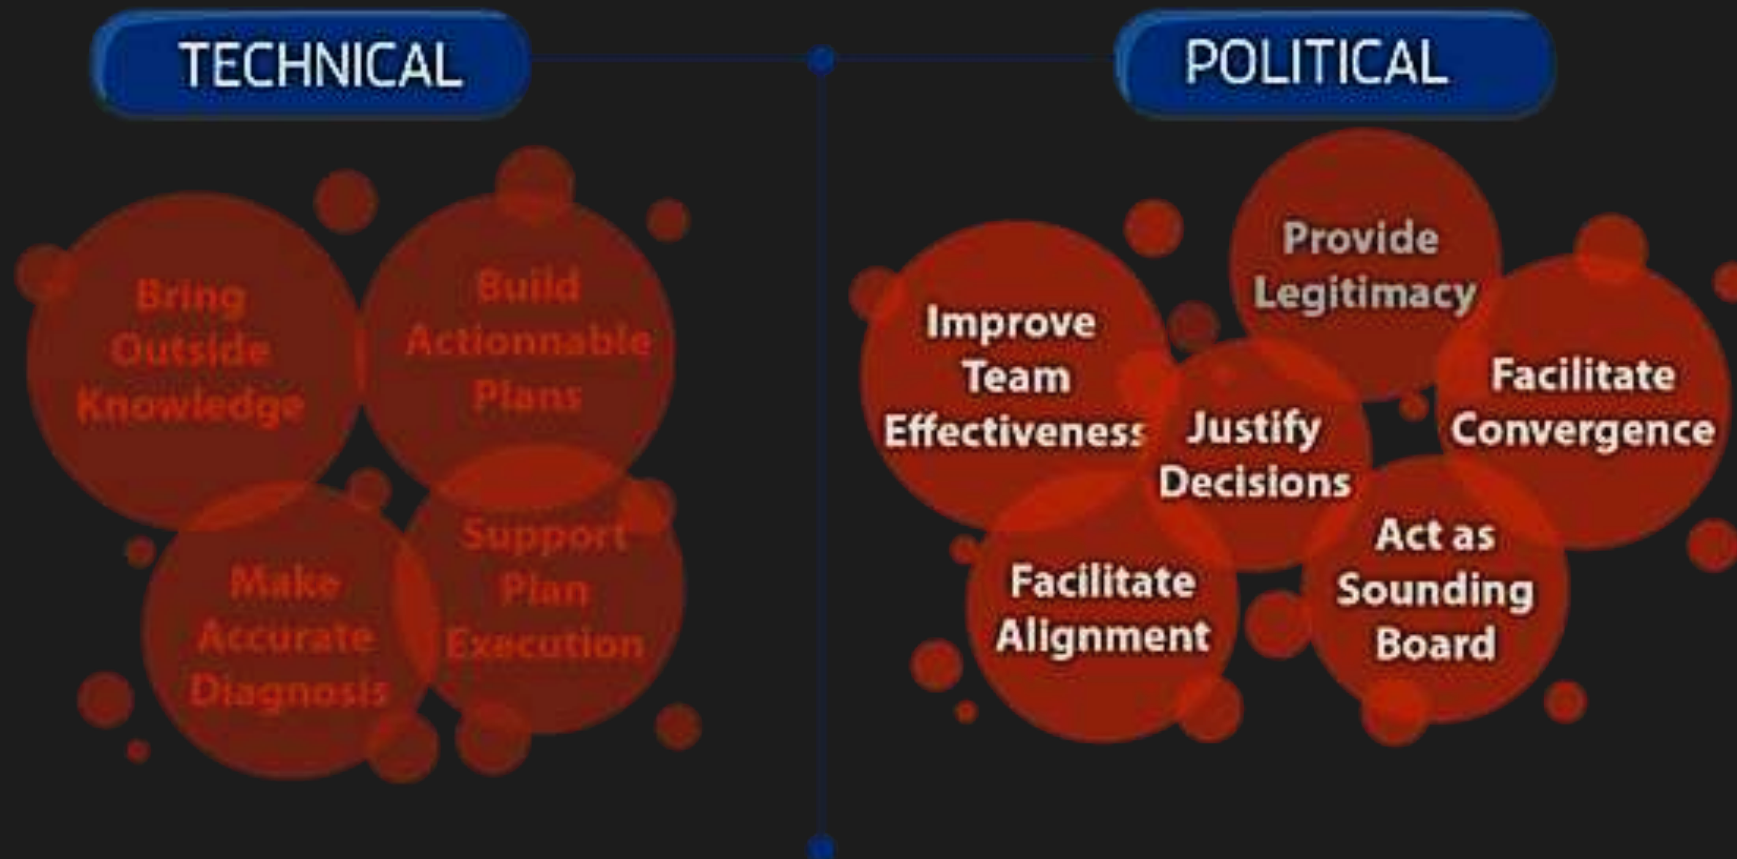 TECHNICAL
Bring
Outside
Knowledge
Build
Actionnable
Plans
Make
Accurate
Diagnosis
Support
Plan
Execution
POLITICAL
Improve
Team
Effectiveness
Provide
Legitimacy
Justify
Decisions
Facilitate
Convergence
Facilitate
Alignment
Act as
Sounding
Board